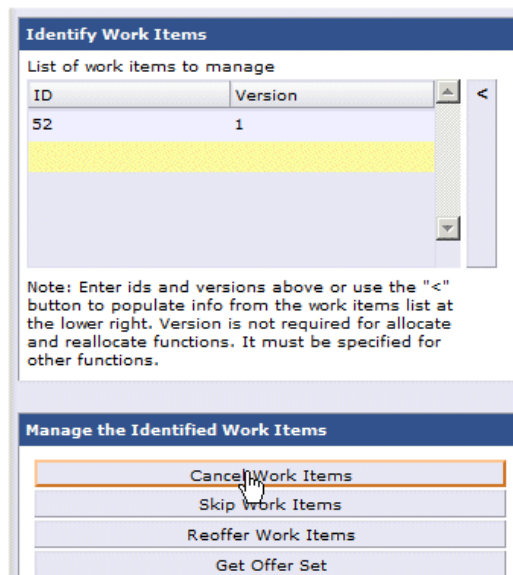 Identify Work Items
List of work items to manage
ID Version
<
52 1
Note: Enter ids and versions above or use the "<"
button to populate info from the work items list at
the lower right. Version is not required for allocate
and reallocate functions. It must be specified for
other functions.
Manage the Identified Work Items
Cancel Work Items
Skip Work Items
Reoffer Work Items
Get Offer Set